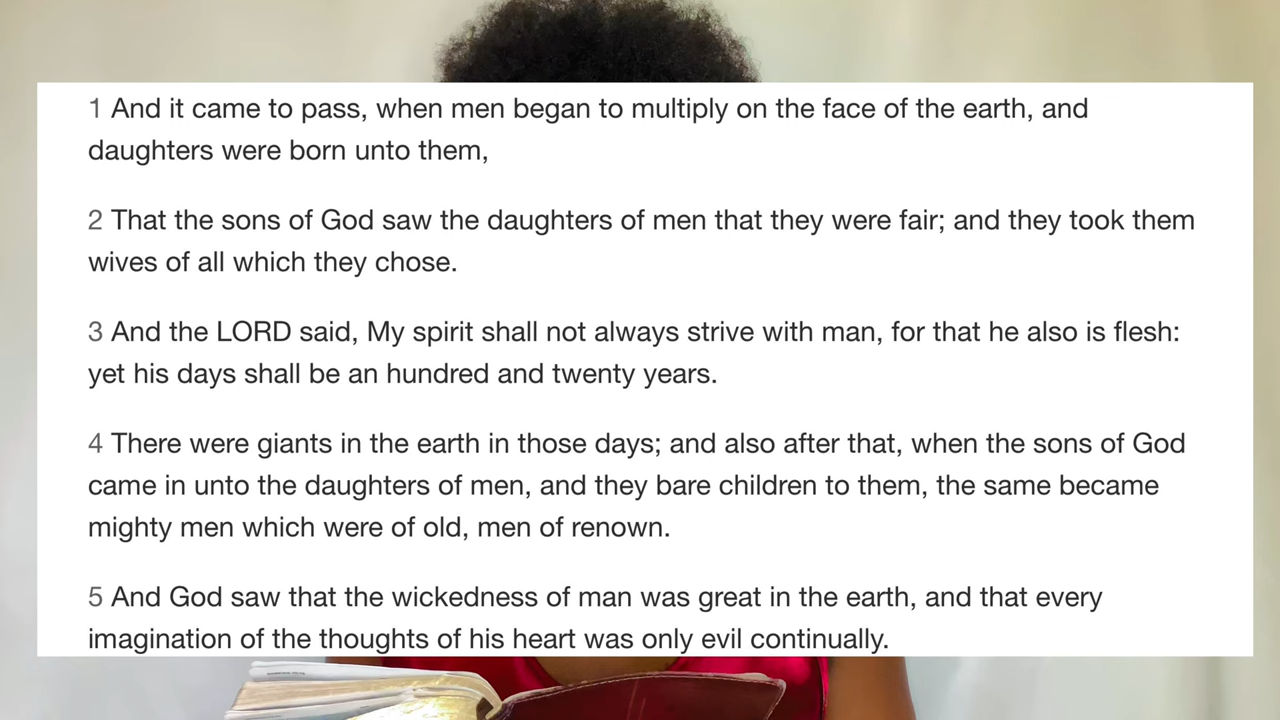 1 And it came to pass, when men began to multiply on the face of the earth, and
daughters were born unto them,
2 That the sons of God saw the daughters of men that they were fair; and they took them
wives of all which they chose.
3 And the LORD said, My spirit shall not always strive with man, for that he also is flesh:
yet his days shall be an hundred and twenty years.
4 There were giants in the earth in those days; and also after that, when the sons of God
came in unto the daughters of men, and they bare children to them, the same became
mighty men which were of old, men of renown.
5 And God saw that the wickedness of man was great in the earth, and that every
imagination of the thoughts of his heart was only evil continually.